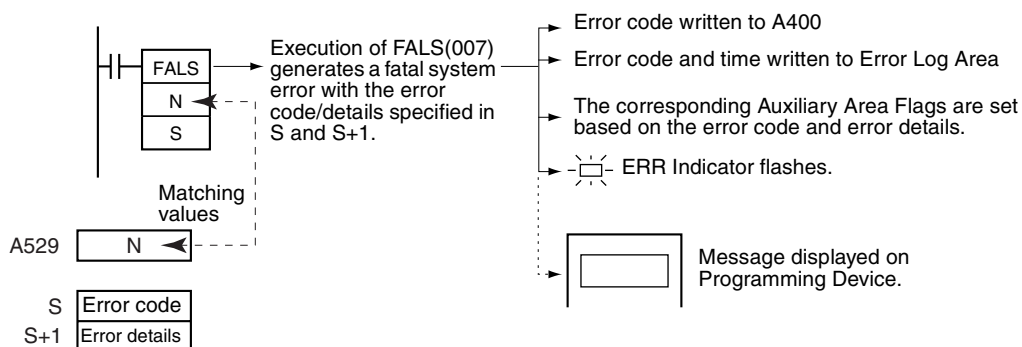 FALS
N
S
Execution of FALS(007)
generates a fatal system
error with the error
code/details specified in
S and S+1.
Error code written to A400
Error code and time written to Error Log Area
The corresponding Auxiliary Area Flags are set
based on the error code and error details.
ERR Indicator flashes.
Matching
values
A529 N
Message displayed on
Programming Device.
S Error code
S+1 Error details